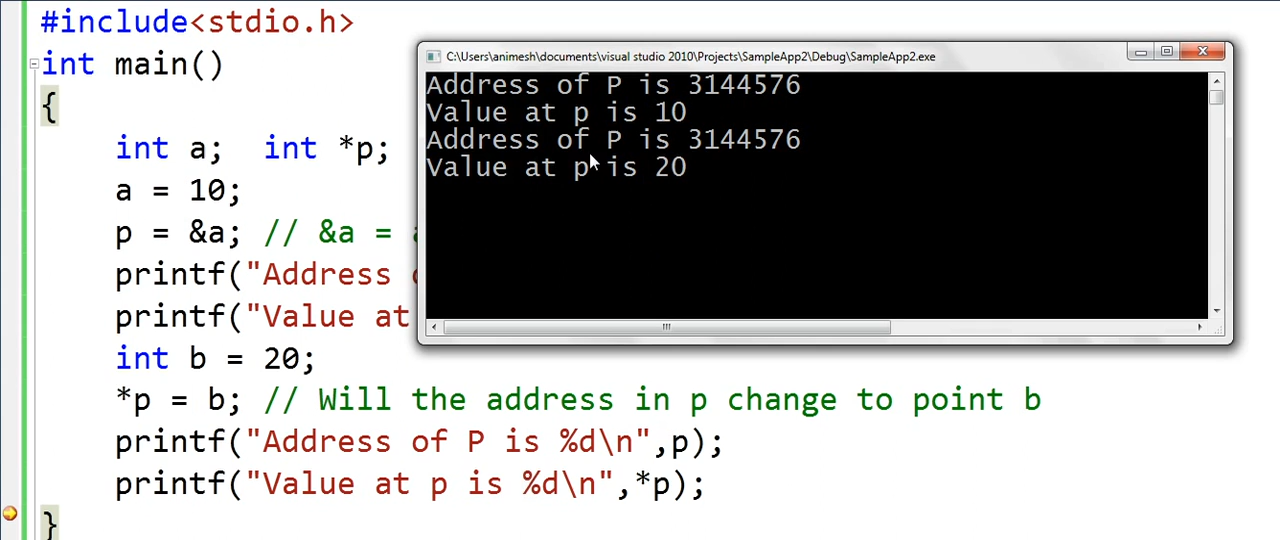 #include<stdio.h>
int main()
{
int a;  int *p;
a = 10;
p = &a; // &a =
printf("Address
printf("Value at
int b = 20;
*p = b; // Will the address in p change to point b
printf("Address of P is %d\n",p);
printf("Value at p is %d\n",*p);
}
C:\Users\animesh\documents\visual studio 2010\Projects\SampleApp2\Debug\SampleApp2.exe
Address of P is 3144576
Value at p is 10
Address of P is 3144576
Value at p is 20